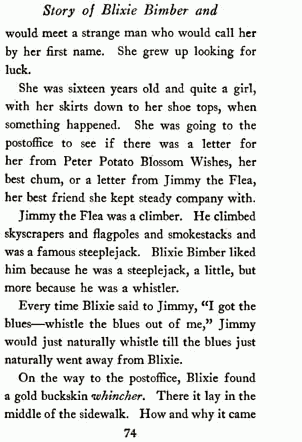 Story of Blixie Bimber and
would meet a strange man who would call her
by her first name. She grew up looking for
luck.
She was sixteen years old and quite a girl,
with her skirts down to her shoe tops, when
something happened. She was going to the
postoffice to see if there was a letter for
her from Peter Potato Blossom Wishes, her
best chum, or a letter from Jimmy the Flea,
her best friend she kept steady company with.
Jimmy the Flea was a climber. He climbed
skyscrapers and flagpoles and smokestacks and
was a famous steeplejack. Blixie Bimber liked
him because he was a steeplejack, a little, but
more because he was a whistler.
Every time Blixie said to Jimmy, “I got the
blues—whistle the blues out of me,” Jimmy
would just naturally whistle till the blues just
naturally went away from Blixie.
On the way to the postoffice, Blixie found
a gold buckskin whincher. There it lay in the
middle of the sidewalk. How and why it came
74